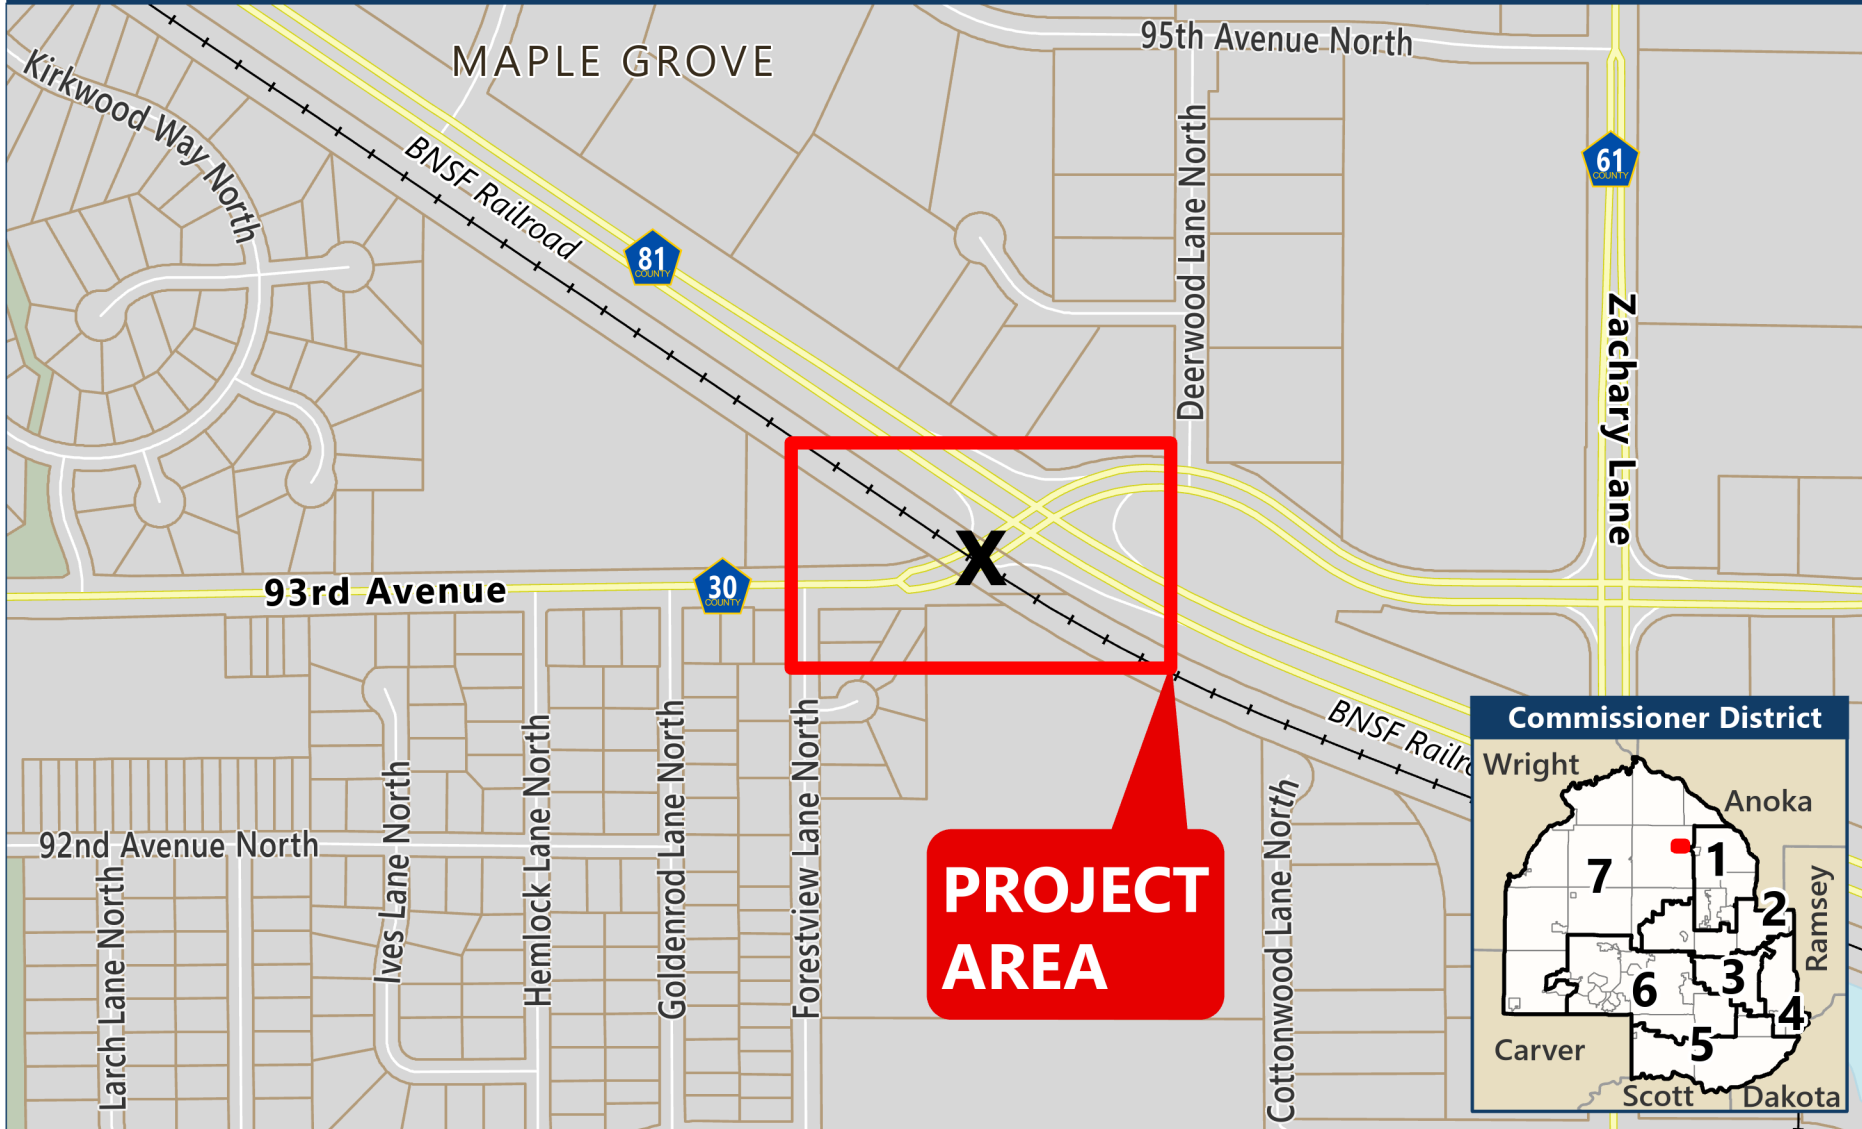 MAPLE GROVE
95th Avenue North
Kirkwood Way North
BNSF Railroad
Deerwood Lane North
61
COUNTY
81
COUNTY
Zachary Lane
93rd Avenue
30
COUNTY
X
BNSF Railro
92nd Avenue North
Larch Lane North
Ives Lane North
Hemlock Lane North
Goldenrod Lane North
Forestview Lane North
Cottonwood Lane North
PROJECT
AREA
Commissioner District
Wright
Anoka
7
1
2
Ramsey
3
6
4
5
Carver
Scott
Dakota